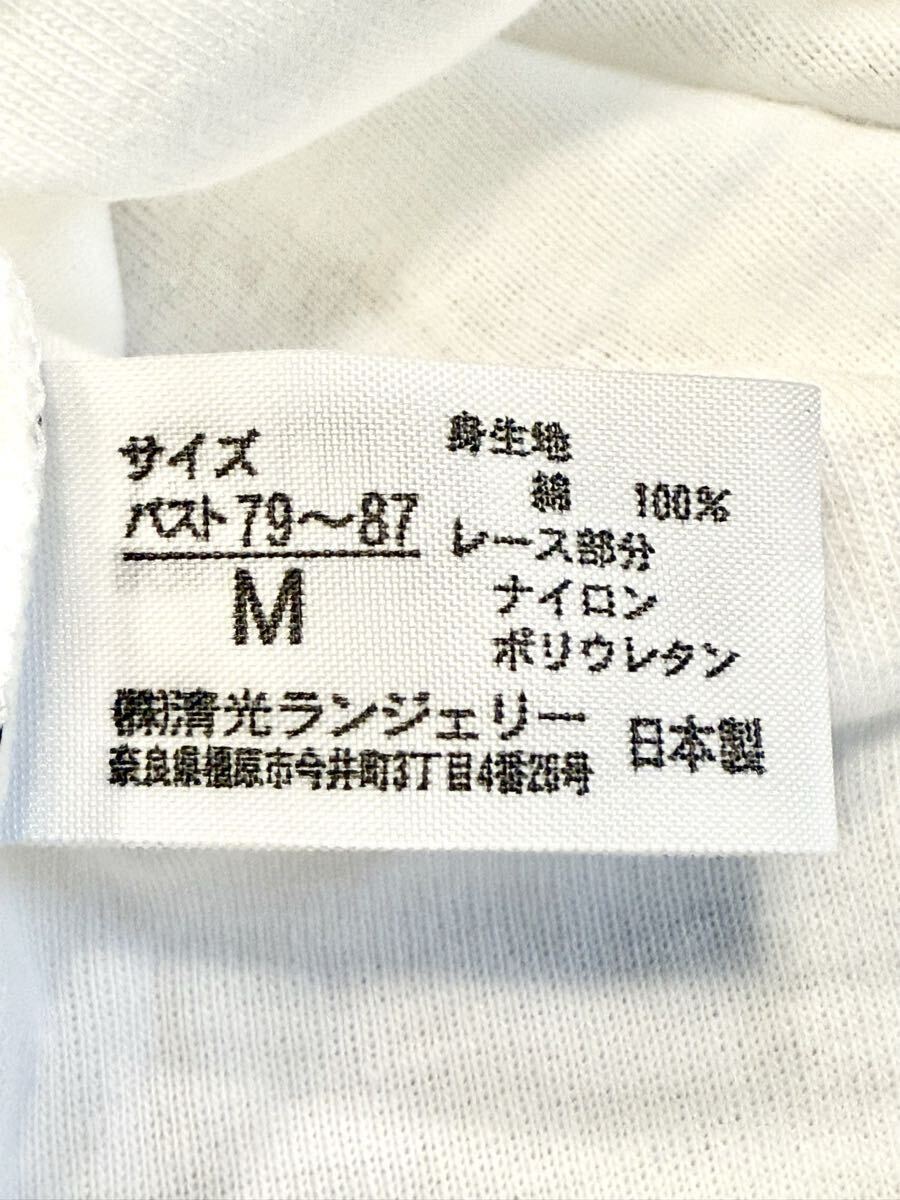 サイズ
バスト79〜87
M
身生地
綿 100%
レース部分
ナイロン
ポリウレタン
㈱清光ランジェリー
奈良県橿原市今井町3丁目4番26号
日本製